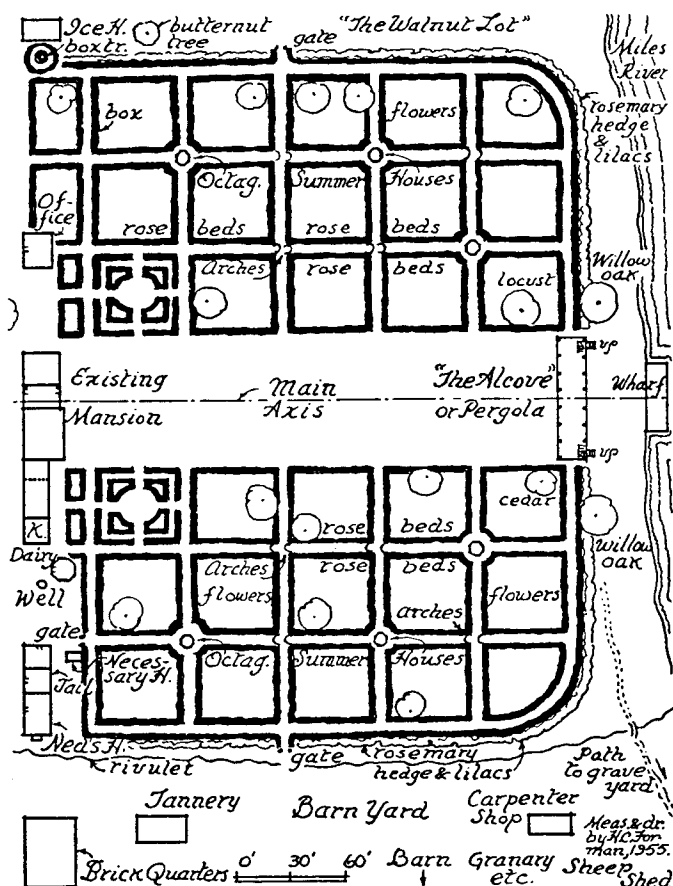 Ice H.
butternut
tree
box tr.
gate
"The Walnut Lot"
Miles
River
rosemary
hedge
&
lilacs
box
flowers
Octag.
Summer
Houses
Of-
fice
rose
beds
rose
beds
Arches
rose
beds
locust
Willow
oak
up
Existing
Mansion
Main
Axis
"The Alcove"
or Pergola
Wharf
up
K
Dairy
Well
gate
rose
beds
cedar
Arches
rose
beds
Willow
oak
flowers
flowers
Arches
Neces-
sary H.
Octag.
Summer
Houses
Jail
Ned's H.
rivulet
gate
rosemary
hedge & lilacs
Path
to grave
yard
Tannery
Barn Yard
Carpenter
Shop
Meas. & dr.
by H.C. For
man, 1955.
Brick Quarters
0' 30' 60'
Barn
Granary
etc.
Sheep
Shed